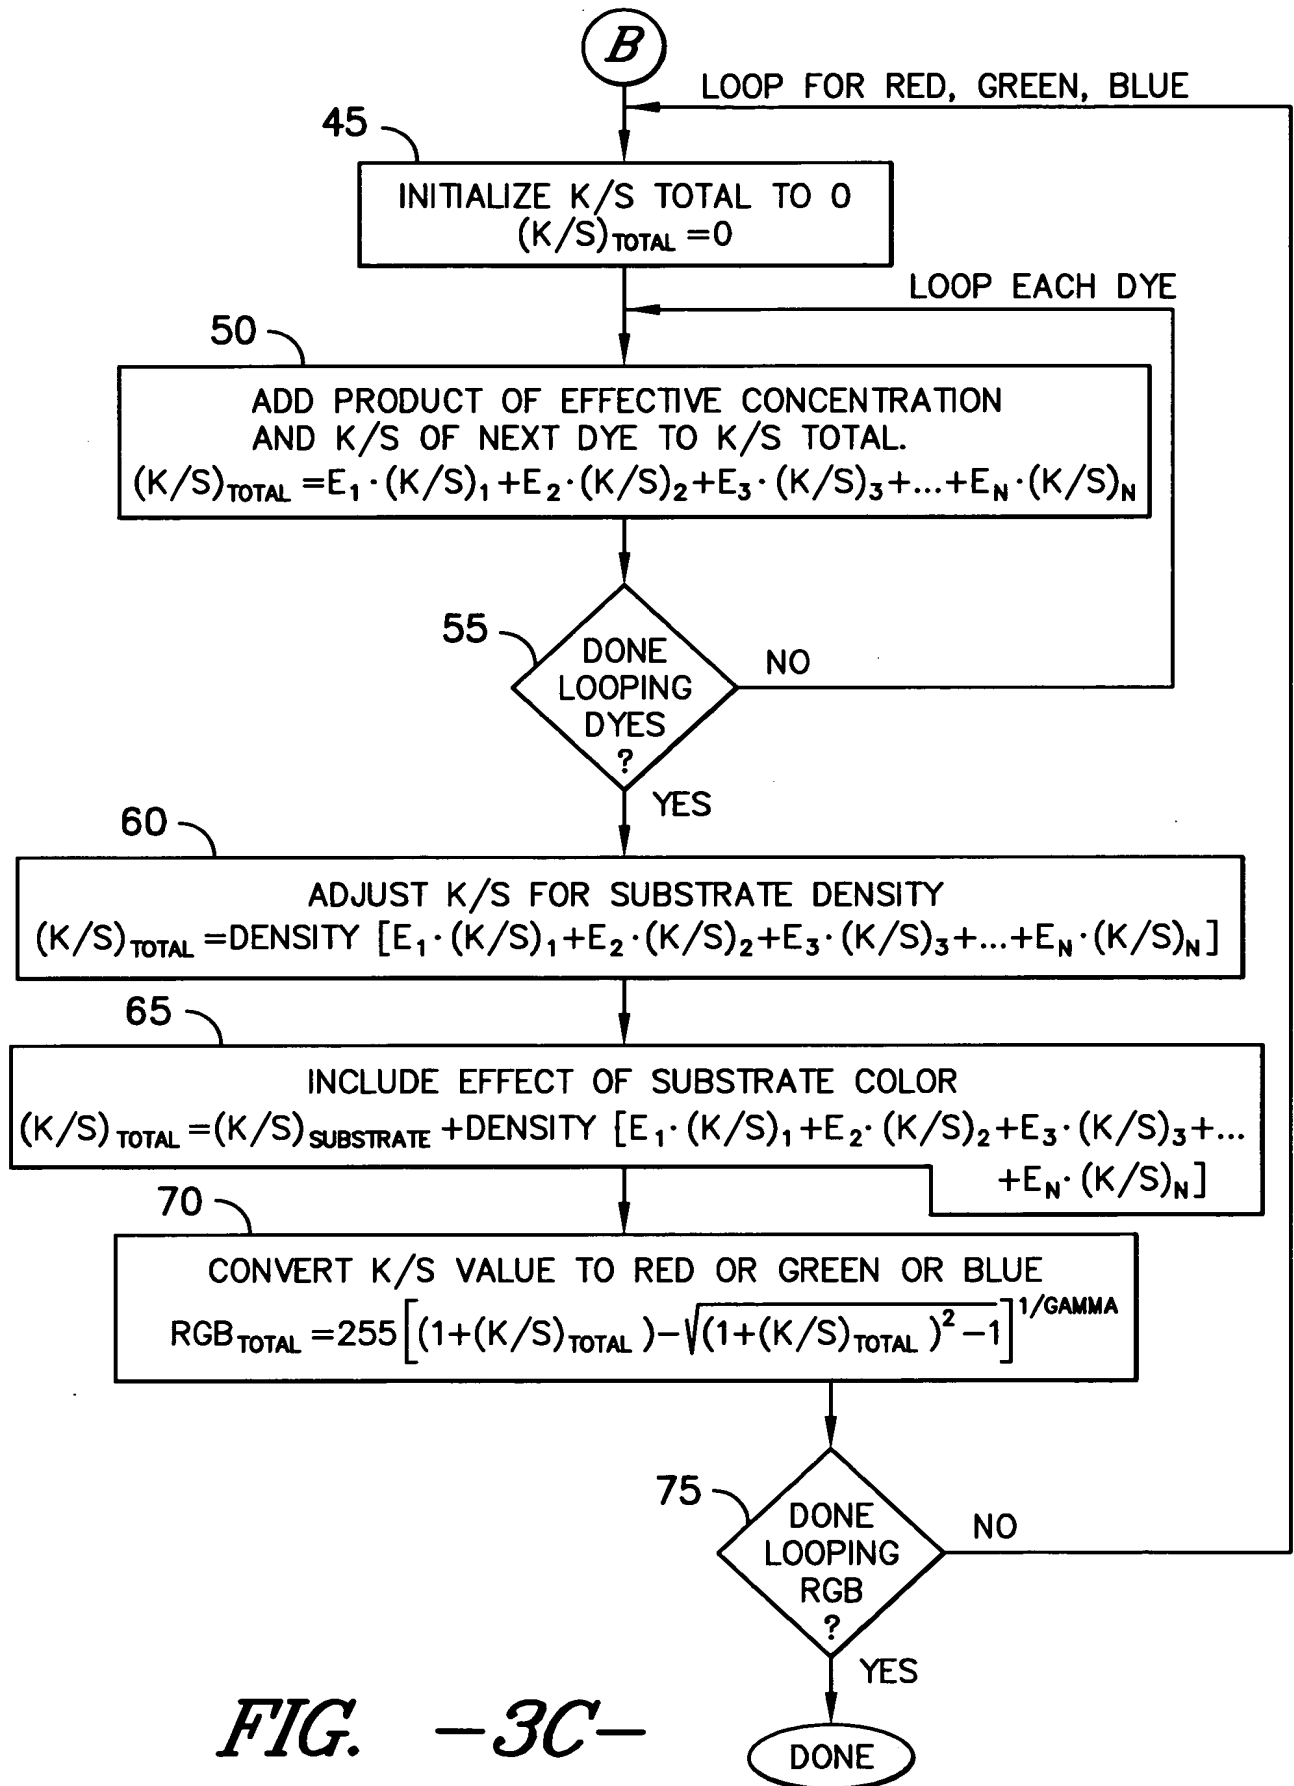 B
LOOP FOR RED, GREEN, BLUE
45
INITIALIZE K/S TOTAL TO 0
(K/S)TOTAL =0
LOOP EACH DYE
50
ADD PRODUCT OF EFFECTIVE CONCENTRATION
AND K/S OF NEXT DYE TO K/S TOTAL.
(K/S)TOTAL =E1·(K/S)1+E2·(K/S)2+E3·(K/S)3+...+EN·(K/S)N
55
DONE
LOOPING
DYES
?
NO
YES
60
ADJUST K/S FOR SUBSTRATE DENSITY
(K/S)TOTAL =DENSITY [E1·(K/S)1+E2·(K/S)2+E3·(K/S)3+...+EN·(K/S)N]
65
INCLUDE EFFECT OF SUBSTRATE COLOR
(K/S)TOTAL =(K/S)SUBSTRATE +DENSITY [E1·(K/S)1+E2·(K/S)2+E3·(K/S)3+...
+EN·(K/S)N]
70
CONVERT K/S VALUE TO RED OR GREEN OR BLUE
RGBTOTAL =255[(1+(K/S)TOTAL )-√(1+(K/S)TOTAL )²-1]1/GAMMA
75
DONE
LOOPING
RGB
?
NO
YES
DONE
FIG. -3C-